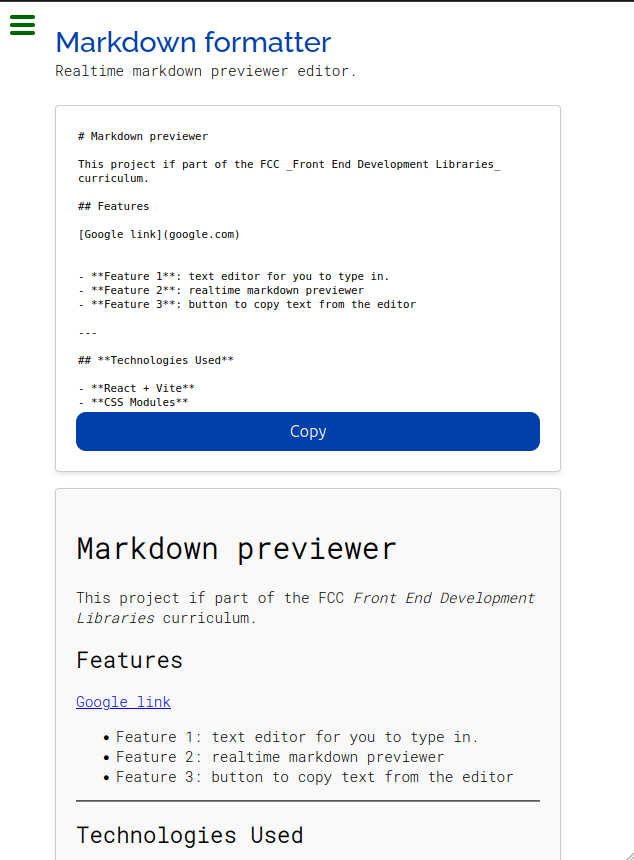 Markdown formatter
Realtime markdown previewer editor.
# Markdown previewer
This project if part of the FCC _Front End Development Libraries_
curriculum.
## Features
[Google link](google.com)
- **Feature 1**: text editor for you to type in.
- **Feature 2**: realtime markdown previewer
- **Feature 3**: button to copy text from the editor
---
## **Technologies Used**
- **React + Vite**
- **CSS Modules**
Copy
Markdown previewer
This project if part of the FCC Front End Development
Libraries curriculum.
Features
Google link
• Feature 1: text editor for you to type in.
• Feature 2: realtime markdown previewer
• Feature 3: button to copy text from the editor
Technologies Used